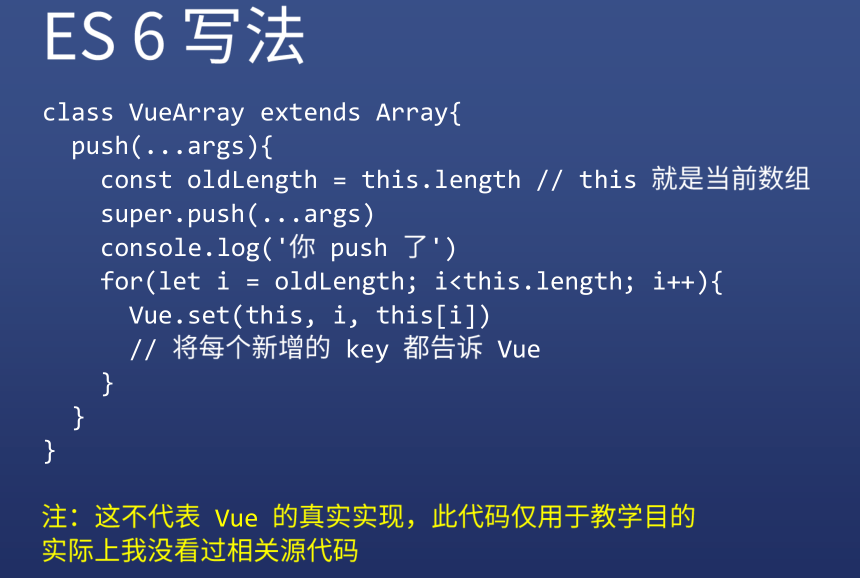 ES 6 写法
class VueArray extends Array{
  push(...args){
    const oldLength = this.length // this 就是当前数组
    super.push(...args)
    console.log('你 push 了')
    for(let i = oldLength; i<this.length; i++){
      Vue.set(this, i, this[i])
      // 将每个新增的 key 都告诉 Vue
    }
  }
}
注：这不代表 Vue 的真实实现，此代码仅用于教学目的
实际上我没看过相关源代码